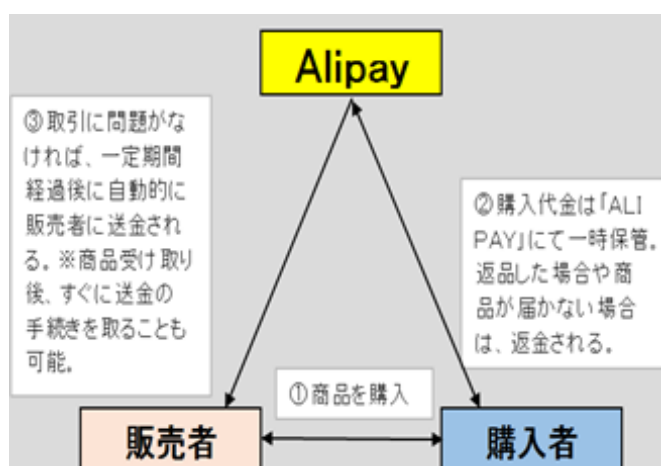 Alipay
③取引に問題がな
ければ、一定期間
経過後に自動的に
販売者に送金され
る。※商品受け取り
後、すぐに送金の
手続きを取ることも
可能。
②購入代金は「ALI
PAY」にて一時保管。
返品した場合や商
品が届かない場合
は、返金される。
①商品を購入
販売者
購入者